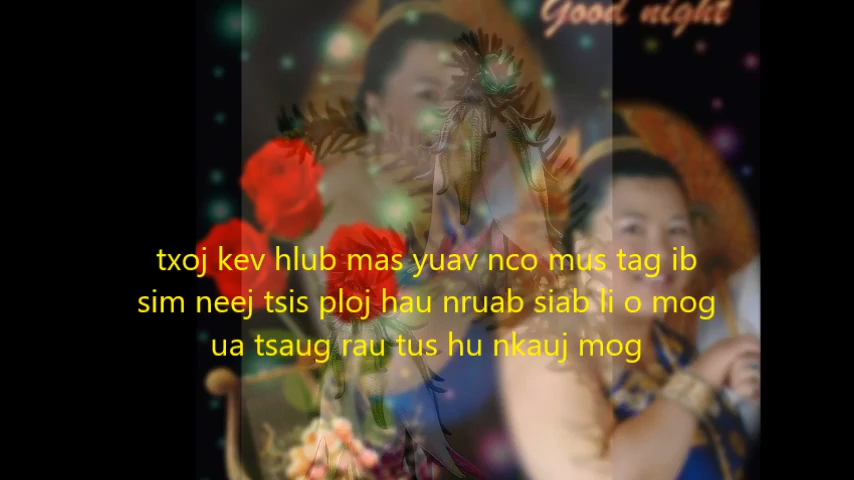 Good night
txoj kev hlub mas yuav nco mus tag ib
sim neej tsis ploj hau nruab siab li o mog
ua tsaug rau tus hu nkauj mog